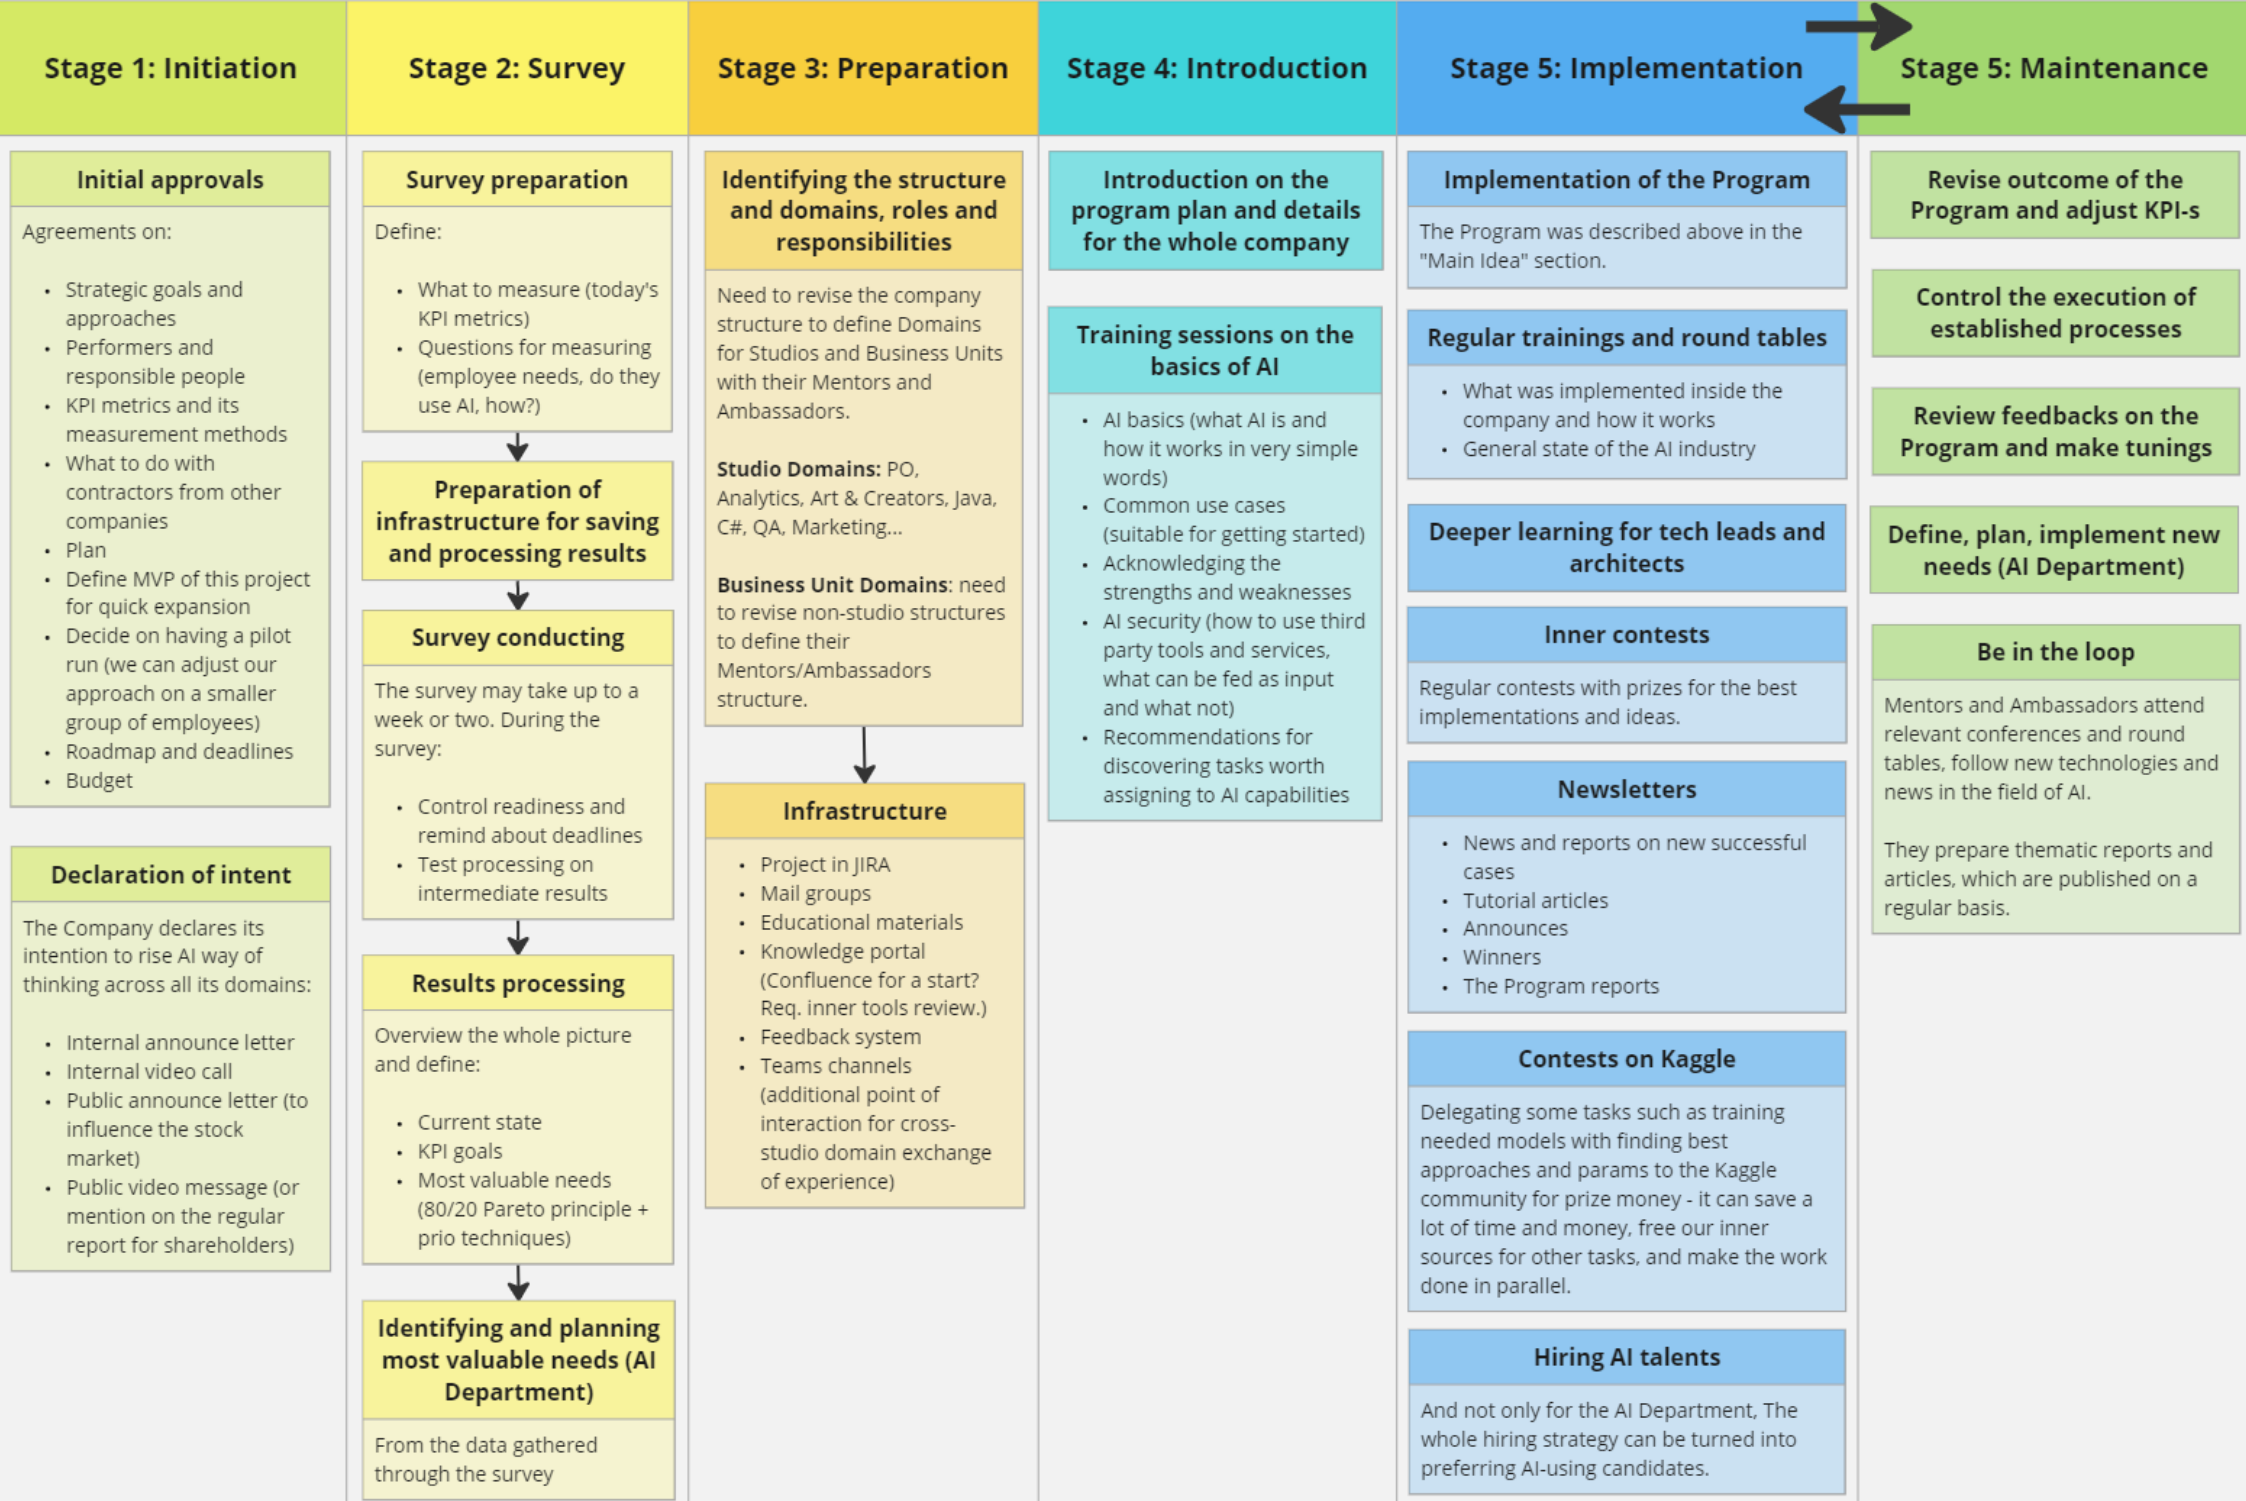 Stage 1: Initiation
Initial approvals
Agreements on:
• Strategic goals and
approaches
• Performers and
responsible people
• KPI metrics and its
measurement methods
• What to do with
contractors from other
companies
• Plan
• Define MVP of this project
for quick expansion
• Decide on having a pilot
run (we can adjust our
approach on a smaller
group of employees)
• Roadmap and deadlines
• Budget
Declaration of intent
The Company declares its
intention to rise AI way of
thinking across all its domains:
• Internal announce letter
• Internal video call
• Public announce letter (to
influence the stock
market)
• Public video message (or
mention on the regular
report for shareholders)
Stage 2: Survey
Survey preparation
Define:
• What to measure (today's
KPI metrics)
• Questions for measuring
(employee needs, do they
use AI, how?)
Preparation of
infrastructure for saving
and processing results
Survey conducting
The survey may take up to a
week or two. During the
survey:
• Control readiness and
remind about deadlines
• Test processing on
intermediate results
Results processing
Overview the whole picture
and define:
• Current state
• KPI goals
• Most valuable needs
(80/20 Pareto principle +
prio techniques)
Identifying and planning
most valuable needs (AI
Department)
From the data gathered
through the survey
Stage 3: Preparation
Identifying the structure
and domains, roles and
responsibilities
Need to revise the company
structure to define Domains
for Studios and Business Units
with their Mentors and
Ambassadors.
Studio Domains: PO,
Analytics, Art & Creators, Java,
C#, QA, Marketing...
Business Unit Domains: need
to revise non-studio structures
to define their
Mentors/Ambassadors
structure.
Infrastructure
• Project in JIRA
• Mail groups
• Educational materials
• Knowledge portal
(Confluence for a start?
Req. inner tools review.)
• Feedback system
• Teams channels
(additional point of
interaction for cross-
studio domain exchange
of experience)
Stage 4: Introduction
Introduction on the
program plan and details
for the whole company
Training sessions on the
basics of AI
• AI basics (what AI is and
how it works in very simple
words)
• Common use cases
(suitable for getting started)
• Acknowledging the
strengths and weaknesses
• AI security (how to use third
party tools and services,
what can be fed as input
and what not)
• Recommendations for
discovering tasks worth
assigning to AI capabilities
Stage 5: Implementation
Implementation of the Program
The Program was described above in the
"Main Idea" section.
Regular trainings and round tables
• What was implemented inside the
company and how it works
• General state of the AI industry
Deeper learning for tech leads and
architects
Inner contests
Regular contests with prizes for the best
implementations and ideas.
Newsletters
• News and reports on new successful
cases
• Tutorial articles
• Announces
• Winners
• The Program reports
Contests on Kaggle
Delegating some tasks such as training
needed models with finding best
approaches and params to the Kaggle
community for prize money - it can save a
lot of time and money, free our inner
sources for other tasks, and make the work
done in parallel.
Hiring AI talents
And not only for the AI Department, The
whole hiring strategy can be turned into
preferring AI-using candidates.
Stage 5: Maintenance
Revise outcome of the
Program and adjust KPI-s
Control the execution of
established processes
Review feedbacks on the
Program and make tunings
Define, plan, implement new
needs (AI Department)
Be in the loop
Mentors and Ambassadors attend
relevant conferences and round
tables, follow new technologies and
news in the field of AI.
They prepare thematic reports and
articles, which are published on a
regular basis.